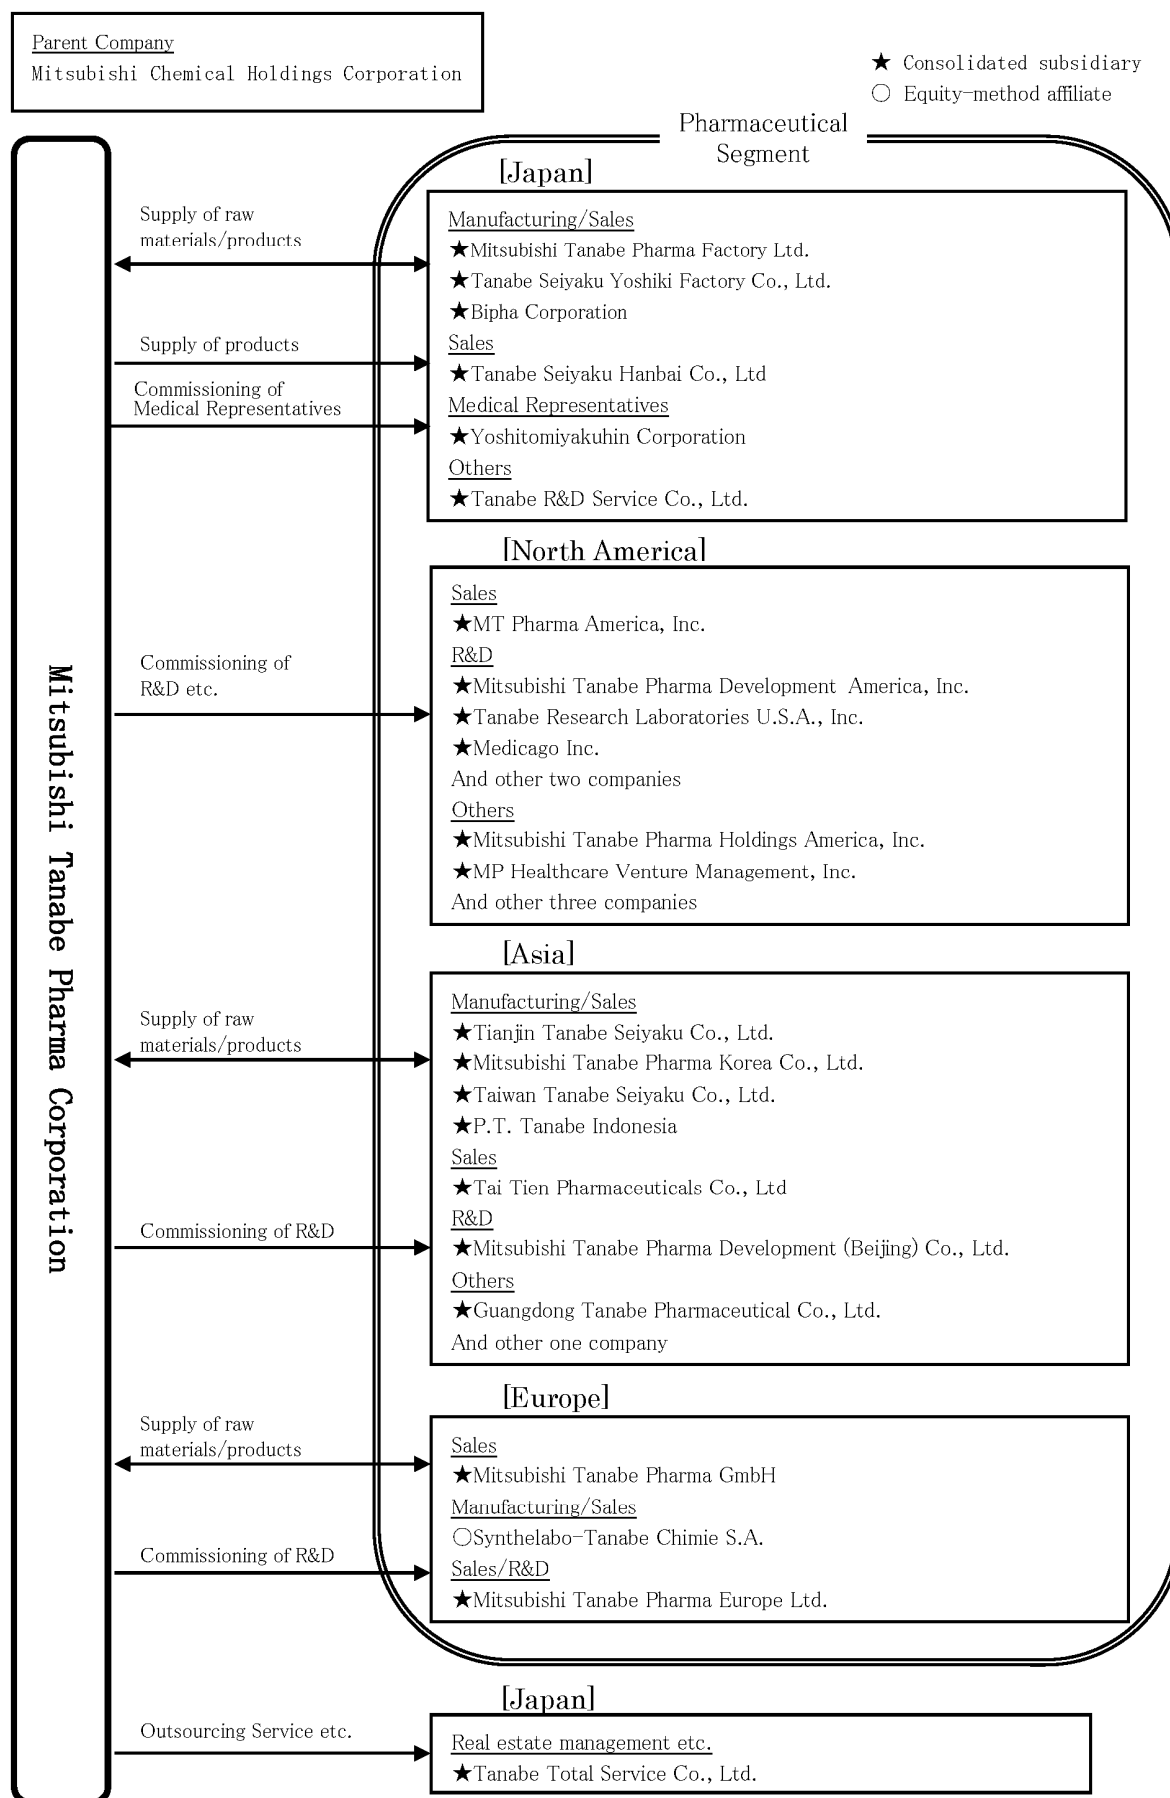 Parent Company
Mitsubishi Chemical Holdings Corporation
★ Consolidated subsidiary
○ Equity-method affiliate
Pharmaceutical
Segment
Mitsubishi Tanabe Pharma Corporation
[Japan]
Supply of raw
materials/products
Supply of products
Commissioning of
Medical Representatives
Manufacturing/Sales
★Mitsubishi Tanabe Pharma Factory Ltd.
★Tanabe Seiyaku Yoshiki Factory Co., Ltd.
★Bipha Corporation
Sales
★Tanabe Seiyaku Hanbai Co., Ltd
Medical Representatives
★Yoshitomiyakuhin Corporation
Others
★Tanabe R&D Service Co., Ltd.
[North America]
Commissioning of
R&D etc.
Sales
★MT Pharma America, Inc.
R&D
★Mitsubishi Tanabe Pharma Development America, Inc.
★Tanabe Research Laboratories U.S.A., Inc.
★Medicago Inc.
And other two companies
Others
★Mitsubishi Tanabe Pharma Holdings America, Inc.
★MP Healthcare Venture Management, Inc.
And other three companies
[Asia]
Supply of raw
materials/products
Commissioning of R&D
Manufacturing/Sales
★Tianjin Tanabe Seiyaku Co., Ltd.
★Mitsubishi Tanabe Pharma Korea Co., Ltd.
★Taiwan Tanabe Seiyaku Co., Ltd.
★P.T. Tanabe Indonesia
Sales
★Tai Tien Pharmaceuticals Co., Ltd
R&D
★Mitsubishi Tanabe Pharma Development (Beijing) Co., Ltd.
Others
★Guangdong Tanabe Pharmaceutical Co., Ltd.
And other one company
[Europe]
Supply of raw
materials/products
Commissioning of R&D
Sales
★Mitsubishi Tanabe Pharma GmbH
Manufacturing/Sales
○Synthelabo-Tanabe Chimie S.A.
Sales/R&D
★Mitsubishi Tanabe Pharma Europe Ltd.
[Japan]
Outsourcing Service etc.
Real estate management etc.
★Tanabe Total Service Co., Ltd.